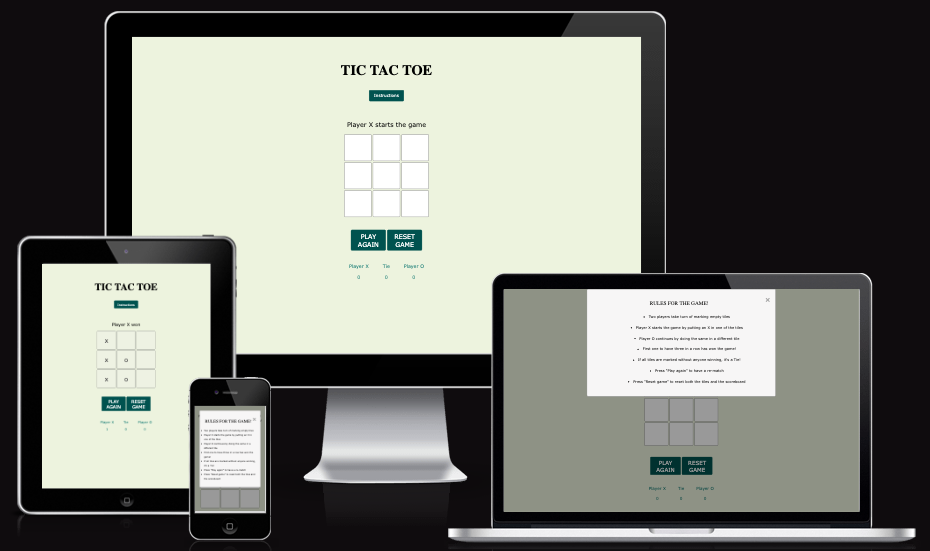 TIC TAC TOE
Instructions
Player X starts the game
PLAY AGAIN
RESET GAME
Player X Tie Player O
0 0 0
TIC TAC TOE
Instructions
Player X won
X
X O
X O
PLAY AGAIN
RESET GAME
Player X Tie Player O
RULES FOR THE GAME!
×
RULES FOR THE GAME!
×
Two players take turn of marking empty tiles
Player X starts the game by putting an X in one of the tiles
Player O continues by doing the same in a different tile
First one to have three in a row has won the game!
If all tiles are marked without anyone winning, it's a Tie!
Press "Play again" to have a re-match
Press "Reset game" to reset both the tiles and the scoreboard
PLAY AGAIN
RESET GAME
Player X Tie Player O
0 0 0